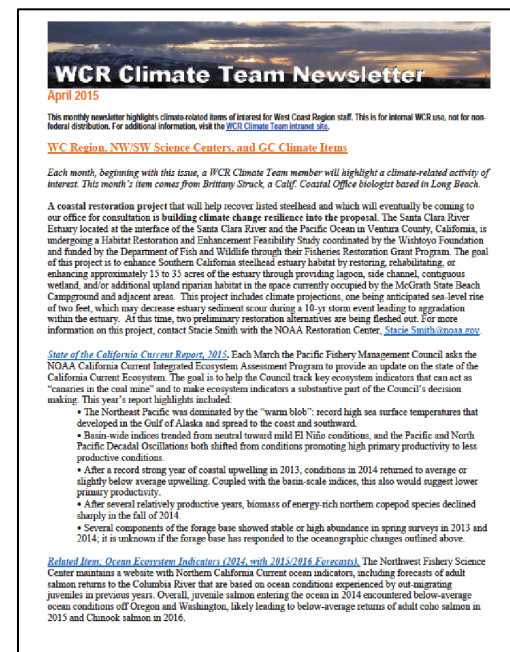 WCR Climate Team Newsletter
April 2015
This monthly newsletter highlights climate-related items of interest for West Coast Region staff. This is for internal WCR use, not for non-
federal distribution. For additional information, visit the WCR Climate Team intranet site.
WC Region, NW/SW Science Centers, and GC Climate Items
Each month, beginning with this issue, a WCR Climate Team member will highlight a climate-related activity of
interest. This month's item comes from Brittany Struck, a Calif. Coastal Office biologist based in Long Beach.
A coastal restoration project that will help recover listed steelhead and which will eventually be coming to
our office for consultation is building climate change resilience into the proposal. The Santa Clara River
Estuary located at the interface of the Santa Clara River and the Pacific Ocean in Ventura County, California, is
undergoing a Habitat Restoration and Enhancement Feasibility Study coordinated by the Wishtoyo Foundation
and funded by the Department of Fish and Wildlife through their Fisheries Restoration Grant Program. The goal
of this project is to enhance Southern California steelhead estuary habitat by restoring, rehabilitating, or
enhancing approximately 15 to 35 acres of the estuary through providing lagoon, side channel, contiguous
wetland, and/or additional upland riparian habitat in the space currently occupied by the McGrath State Beach
Campground and adjacent areas. This project includes climate projections, one being anticipated sea-level rise
of two feet, which may decrease estuary sediment scour during a 10-yr storm event leading to aggradation
within the estuary. At this time, two preliminary restoration alternatives are being fleshed out. For more
information on this project, contact Stacie Smith with the NOAA Restoration Center, Stacie.Smith@noaa.gov.
State of the California Current Report, 2015. Each March the Pacific Fishery Management Council asks the
NOAA California Current Integrated Ecosystem Assessment Program to provide an update on the state of the
California Current Ecosystem. The goal is to help the Council track key ecosystem indicators that can act as
"canaries in the coal mine" and to make ecosystem indicators a substantive part of the Council's decision
making. This year's report highlights included:
• The Northeast Pacific was dominated by the "warm blob": record high sea surface temperatures that
developed in the Gulf of Alaska and spread to the coast and southward.
• Basin-wide indices trended from neutral toward mild El Niño conditions, and the Pacific and North
Pacific Decadal Oscillations both shifted from conditions promoting high primary productivity to less
productive conditions.
• After a record strong year of coastal upwelling in 2013, conditions in 2014 returned to average or
slightly below average upwelling. Coupled with the basin-scale indices, this also would suggest lower
primary productivity.
• After several relatively productive years, biomass of energy-rich northern copepod species declined
sharply in the fall of 2014.
• Several components of the forage base showed stable or high abundance in spring surveys in 2013 and
2014; it is unknown if the forage base has responded to the oceanographic changes outlined above.
Related Item: Ocean Ecosystem Indicators (2014, with 2015/2016 Forecasts). The Northwest Fishery Science
Center maintains a website with Northern California Current ocean indicators, including forecasts of adult
salmon returns to the Columbia River that are based on ocean conditions experienced by out-migrating
juveniles in previous years. Overall, juvenile salmon entering the ocean in 2014 encountered below-average
ocean conditions off Oregon and Washington, likely leading to below-average returns of adult coho salmon in
2015 and Chinook salmon in 2016.